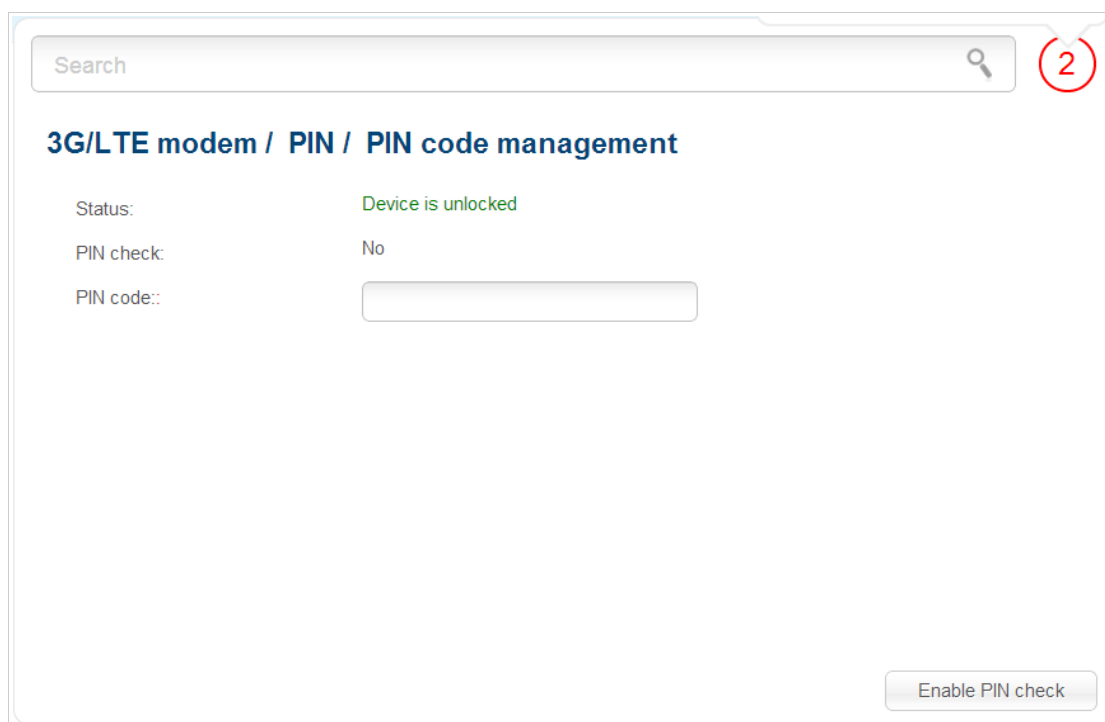 Search
2
3G/LTE modem / PIN / PIN code management
Status: Device is unlocked
PIN check: No
PIN code::
Enable PIN check